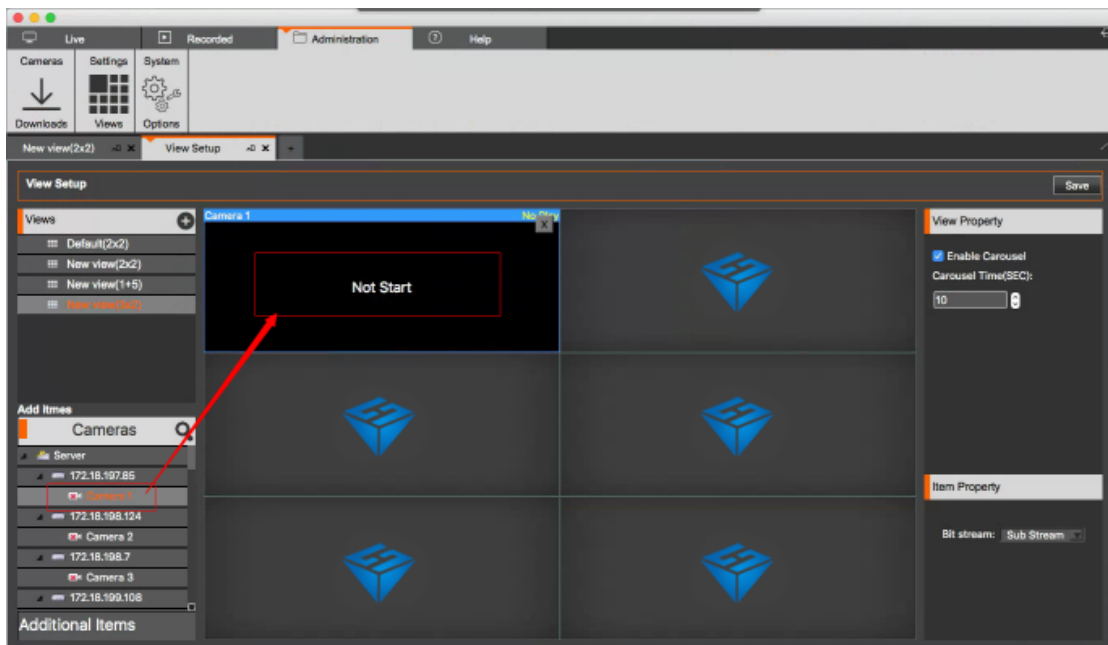 Live Recorded Administration ? Help
Cameras Settings System
Downloads Views Options
New view(2x2) View Setup +
View Setup Save
Views
Default(2x2)
New view(2x2)
New view(1+5)
Camera 1 No Play
X
Not Start
View Property
Enable Carousel
Carousel Time(SEC):
10
Add Itmes
Cameras
Server
172.18.197.85
Camera 1
172.18.198.124
Camera 2
172.18.198.7
Camera 3
172.18.199.108
Additional Items
Item Property
Bit stream: Sub Stream